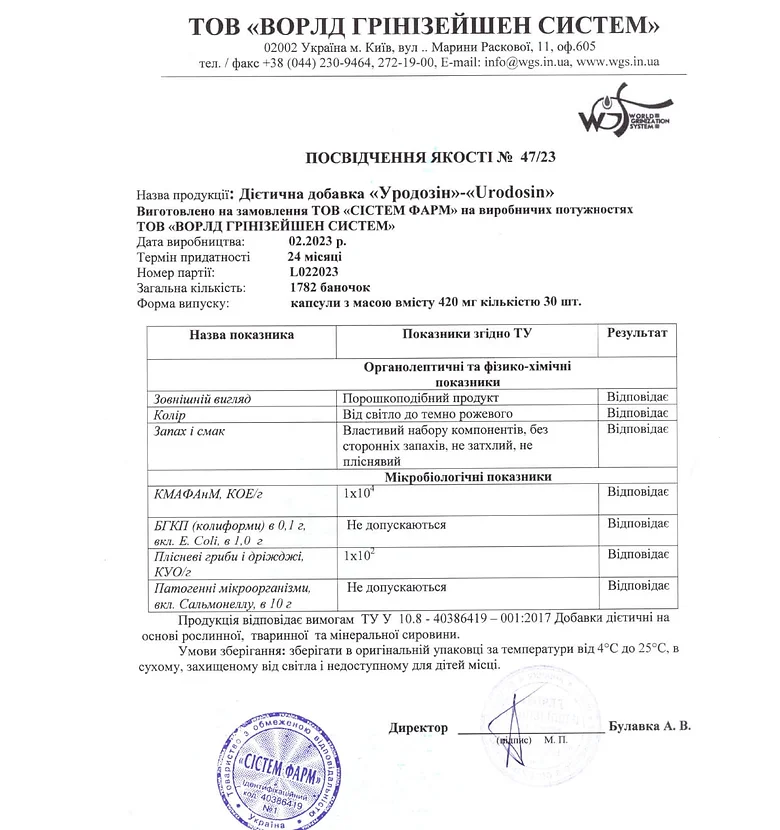 ТОВ «ВОРЛД ГРІНІЗЕЙШЕН СИСТЕМ»
02002 Україна м. Київ, вул .. Марини Раскової, 11, оф.605
тел. / факс +38 (044) 230-9464, 272-19-00, E-mail: info@wgs.in.ua, www.wgs.in.ua
WORLD
GRINIZATION
SYSTEM
ПОСВІДЧЕННЯ ЯКОСТІ № 47/23
Назва продукції: Дієтична добавка «Уродозін»-«Urodosin»
Виготовлено на замовлення ТОВ «СІСТЕМ ФАРМ» на виробничих потужностях
ТОВ «ВОРЛД ГРІНІЗЕЙШЕН СИСТЕМ»
Дата виробництва: 02.2023 р.
Термін придатності 24 місяці
Номер партії: L022023
Загальна кількість: 1782 баночок
Форма випуску: капсули з масою вмісту 420 мг кількістю 30 шт.
Назва показника Показники згідно ТУ Результат
Органолептичні та фізико-хімічні
показники
Зовнішній вигляд Порошкоподібний продукт Відповідає
Колір Від світло до темно рожевого Відповідає
Запах і смак Властивий набору компонентів, без Відповідає
сторонніх запахів, не затхлий, не
пліснявий
Мікробіологічні показники
КМАФАнМ, КОЕ/г 1x10⁴ Відповідає
БГКП (колиформи) в 0,1 г, Не допускаються Відповідає
вкл. E. Coli, в 1,0 г
Плісневі гриби і дріжджі, 1x10² Відповідає
КУО/г
Патогенні мікроорганізми, Не допускаються Відповідає
вкл. Сальмонеллу, в 10 г
Продукція відповідає вимогам ТУ У 10.8 - 40386419 – 001:2017 Добавки дієтичні на
основі рослинної, тваринної та мінеральної сировини.
Умови зберігання: зберігати в оригінальній упаковці за температури від 4°С до 25°С, в
сухому, захищеному від світла і недоступному для дітей місці.
Директор Булавка А. В.
(підпис) М. П.
Товариство з обмеженою відповідальністю
«СІСТЕМ ФАРМ»
Ідентифікаційний
код 40386419
№1
Україна